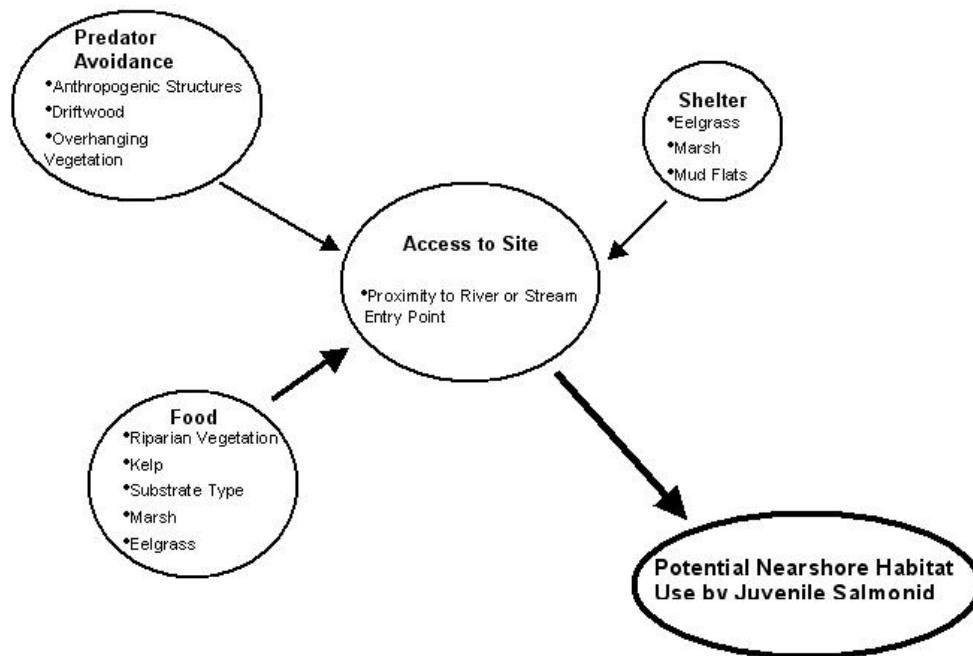 Predator
Avoidance
•Anthropogenic Structures
•Driftwood
•Overhanging
Vegetation
Shelter
•Eelgrass
•Marsh
•Mud Flats
Access to Site
•Proximity to River or Stream
Entry Point
Food
•Riparian Vegetation
•Kelp
•Substrate Type
•Marsh
•Eelgrass
Potential Nearshore Habitat
Use by Juvenile Salmonid